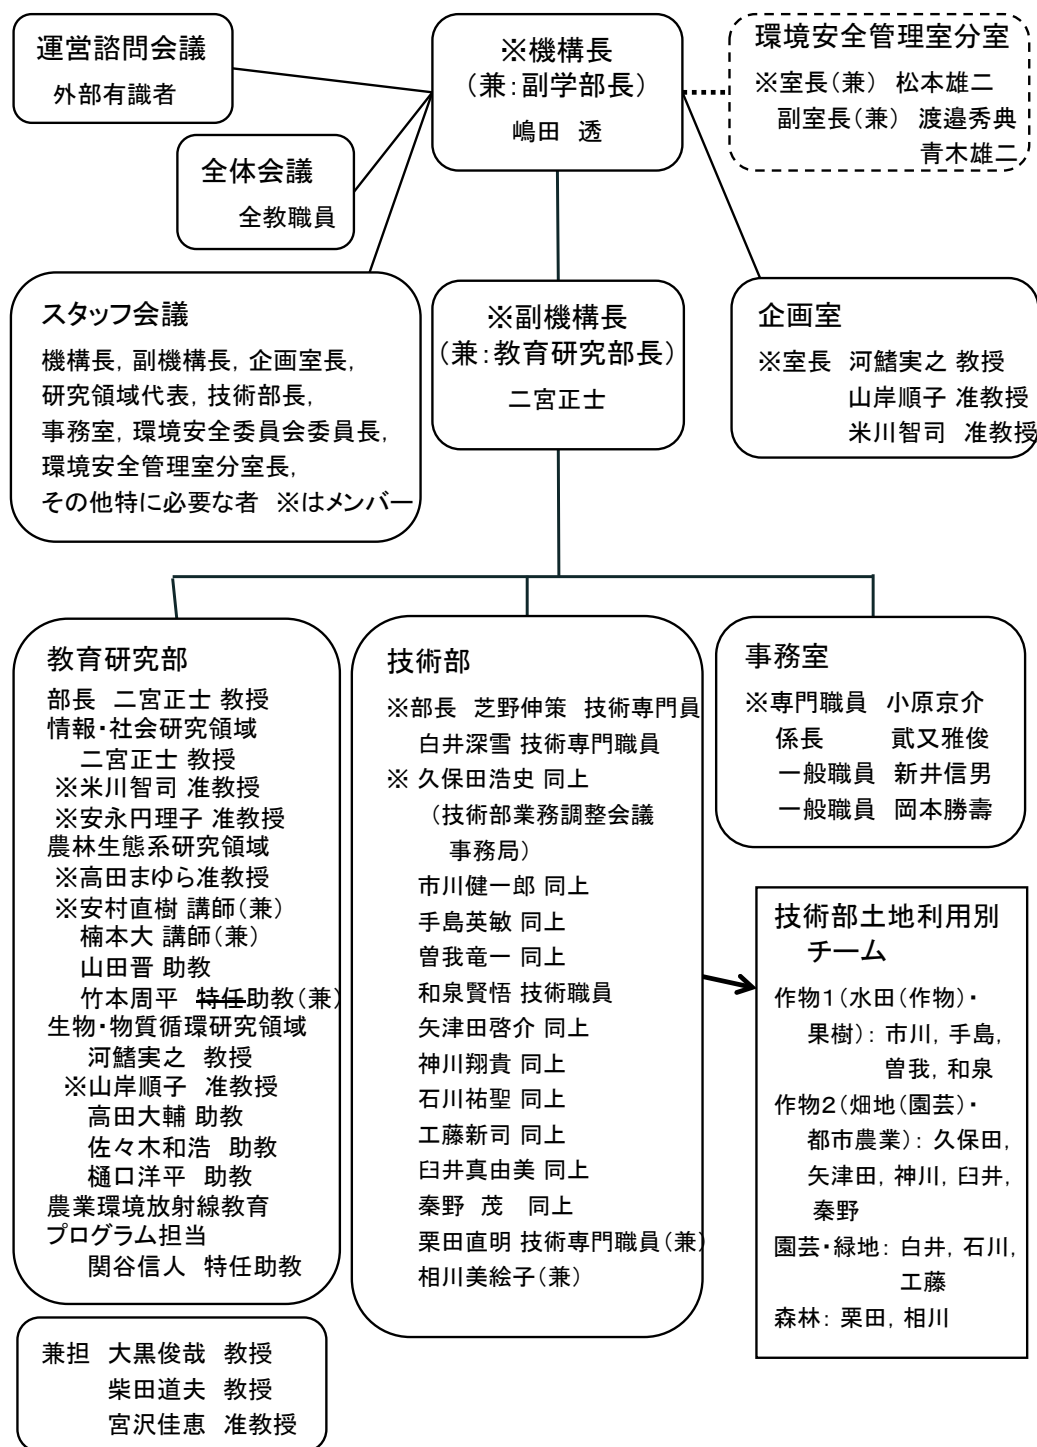 運営諮問会議
外部有識者
※機構長
(兼:副学部長)
嶋田 透
環境安全管理室分室
※室長(兼) 松本雄二
副室長(兼) 渡邉秀典
青木雄二
全体会議
全教職員
スタッフ会議
機構長, 副機構長, 企画室長,
研究領域代表, 技術部長,
事務室, 環境安全委員会委員長,
環境安全管理室分室長,
その他特に必要な者 ※はメンバー
※副機構長
(兼:教育研究部長)
二宮正士
企画室
※室長 河鰭実之 教授
山岸順子 准教授
米川智司 准教授
教育研究部
部長 二宮正士 教授
情報・社会研究領域
二宮正士 教授
※米川智司 准教授
※安永円理子 准教授
農林生態系研究領域
※高田まゆら准教授
※安村直樹 講師(兼)
楠本大 講師(兼)
山田晋 助教
竹本周平 特任助教(兼)
生物・物質循環研究領域
河鰭実之 教授
※山岸順子 准教授
高田大輔 助教
佐々木和浩 助教
樋口洋平 助教
農業環境放射線教育
プログラム担当
関谷信人 特任助教
技術部
※部長 芝野伸策 技術専門員
白井深雪 技術専門職員
※ 久保田浩史 同上
(技術部業務調整会議
事務局)
市川健一郎 同上
手島英敏 同上
曽我竜一 同上
和泉賢悟 技術職員
矢津田啓介 同上
神川翔貴 同上
石川祐聖 同上
工藤新司 同上
臼井真由美 同上
秦野 茂 同上
栗田直明 技術専門職員(兼)
相川美絵子(兼)
事務室
※専門職員 小原京介
係長 貮又雅俊
一般職員 新井信男
一般職員 岡本勝壽
技術部土地利用別
チーム
作物1(水田(作物)・
果樹): 市川, 手島,
曽我, 和泉
作物2(畑地(園芸)・
都市農業): 久保田,
矢津田, 神川, 臼井,
秦野
園芸・緑地: 白井, 石川,
工藤
森林: 栗田, 相川
兼担 大黒俊哉 教授
柴田道夫 教授
宮沢佳恵 准教授